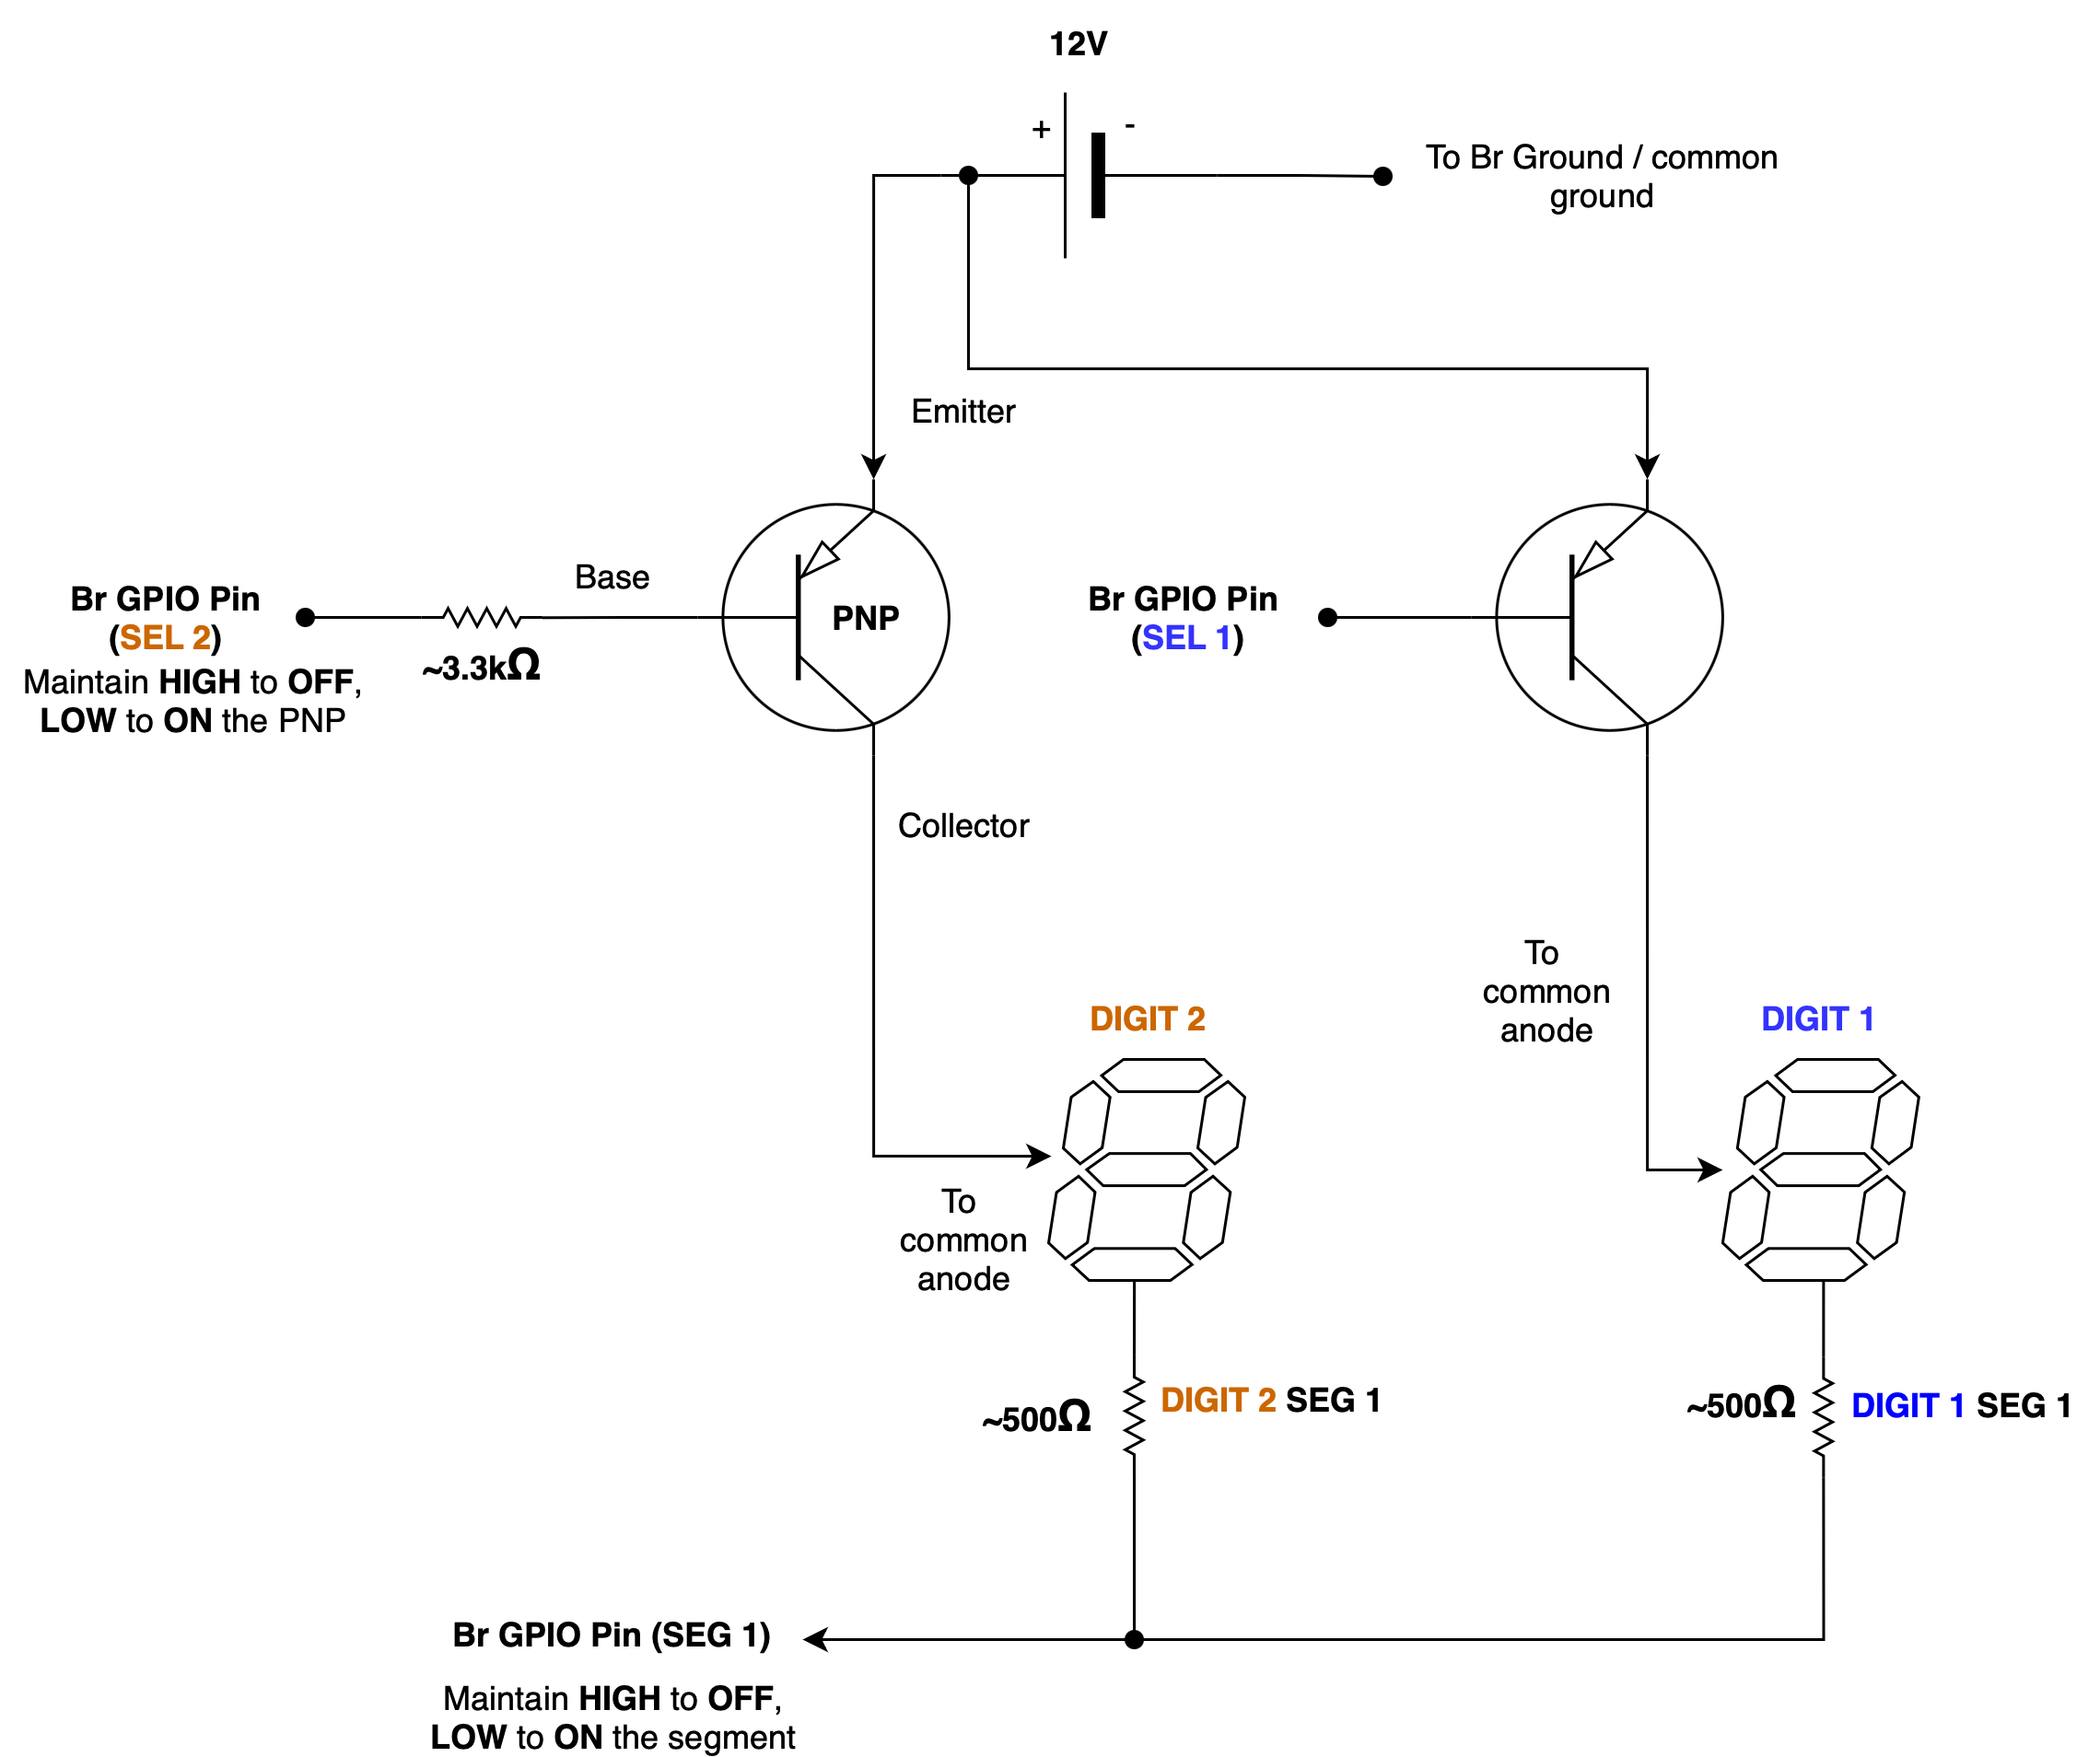 12V
+
-
To Br Ground / common
ground
Emitter
Base
Br GPIO Pin
(SEL 2)
Maintain HIGH to OFF,
LOW to ON the PNP
~3.3kΩ
PNP
Br GPIO Pin
(SEL 1)
Collector
To
common
anode
DIGIT 2
DIGIT 1
To
common
anode
~500Ω
DIGIT 2 SEG 1
~500Ω
DIGIT 1 SEG 1
Br GPIO Pin (SEG 1)
Maintain HIGH to OFF,
LOW to ON the segment